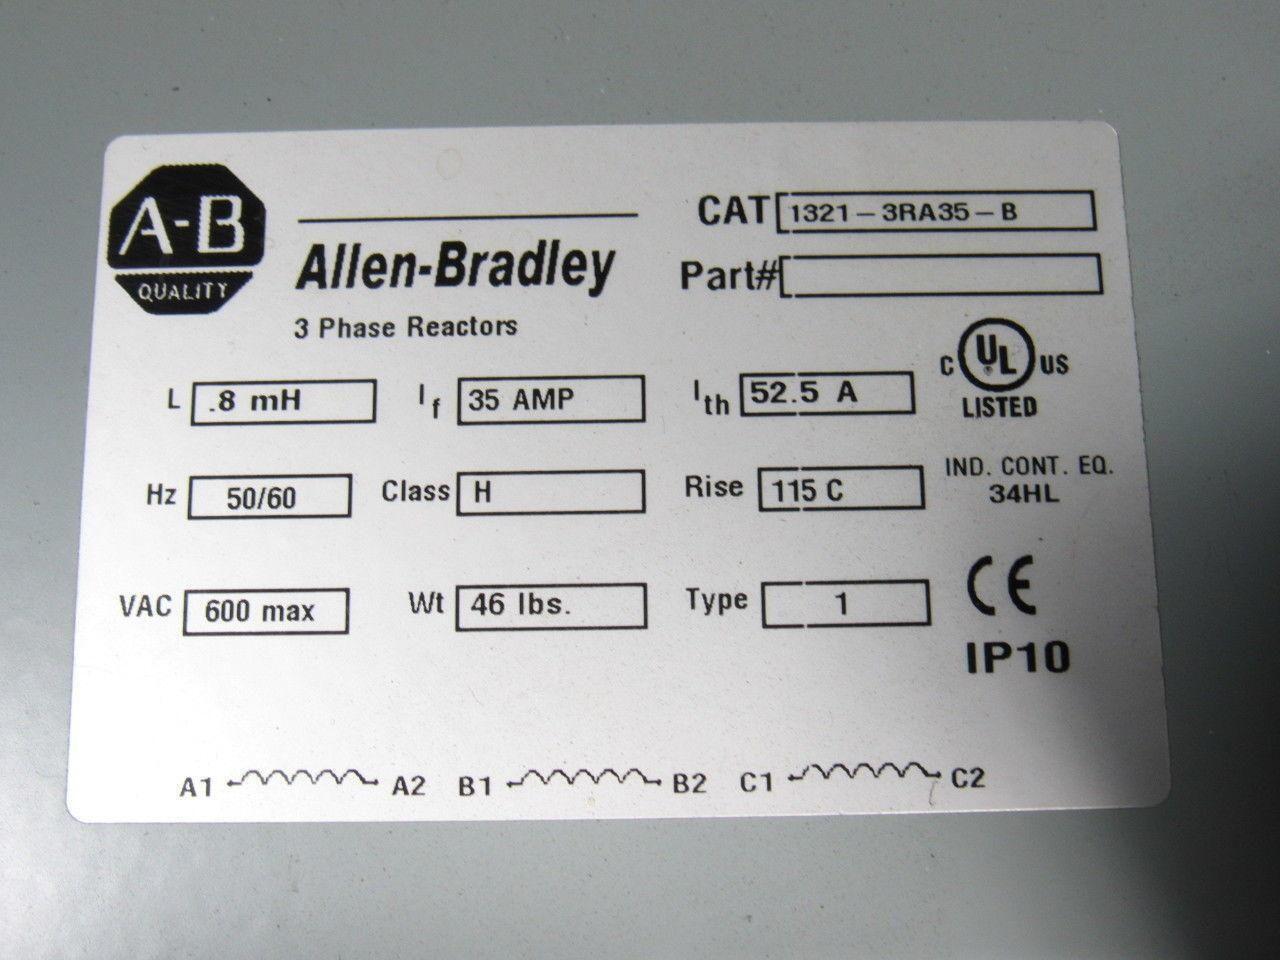 A-B
QUALITY
Allen-Bradley
3 Phase Reactors
CAT 1321-3RA35-B
Part#
L .8 mH If 35 AMP Ith 52.5 A
C UL US
LISTED
Hz 50/60 Class H Rise 115 C
IND. CONT. EQ.
34HL
VAC 600 max Wt 46 lbs. Type 1
CE
IP10
A1 A2 B1 B2 C1 C2